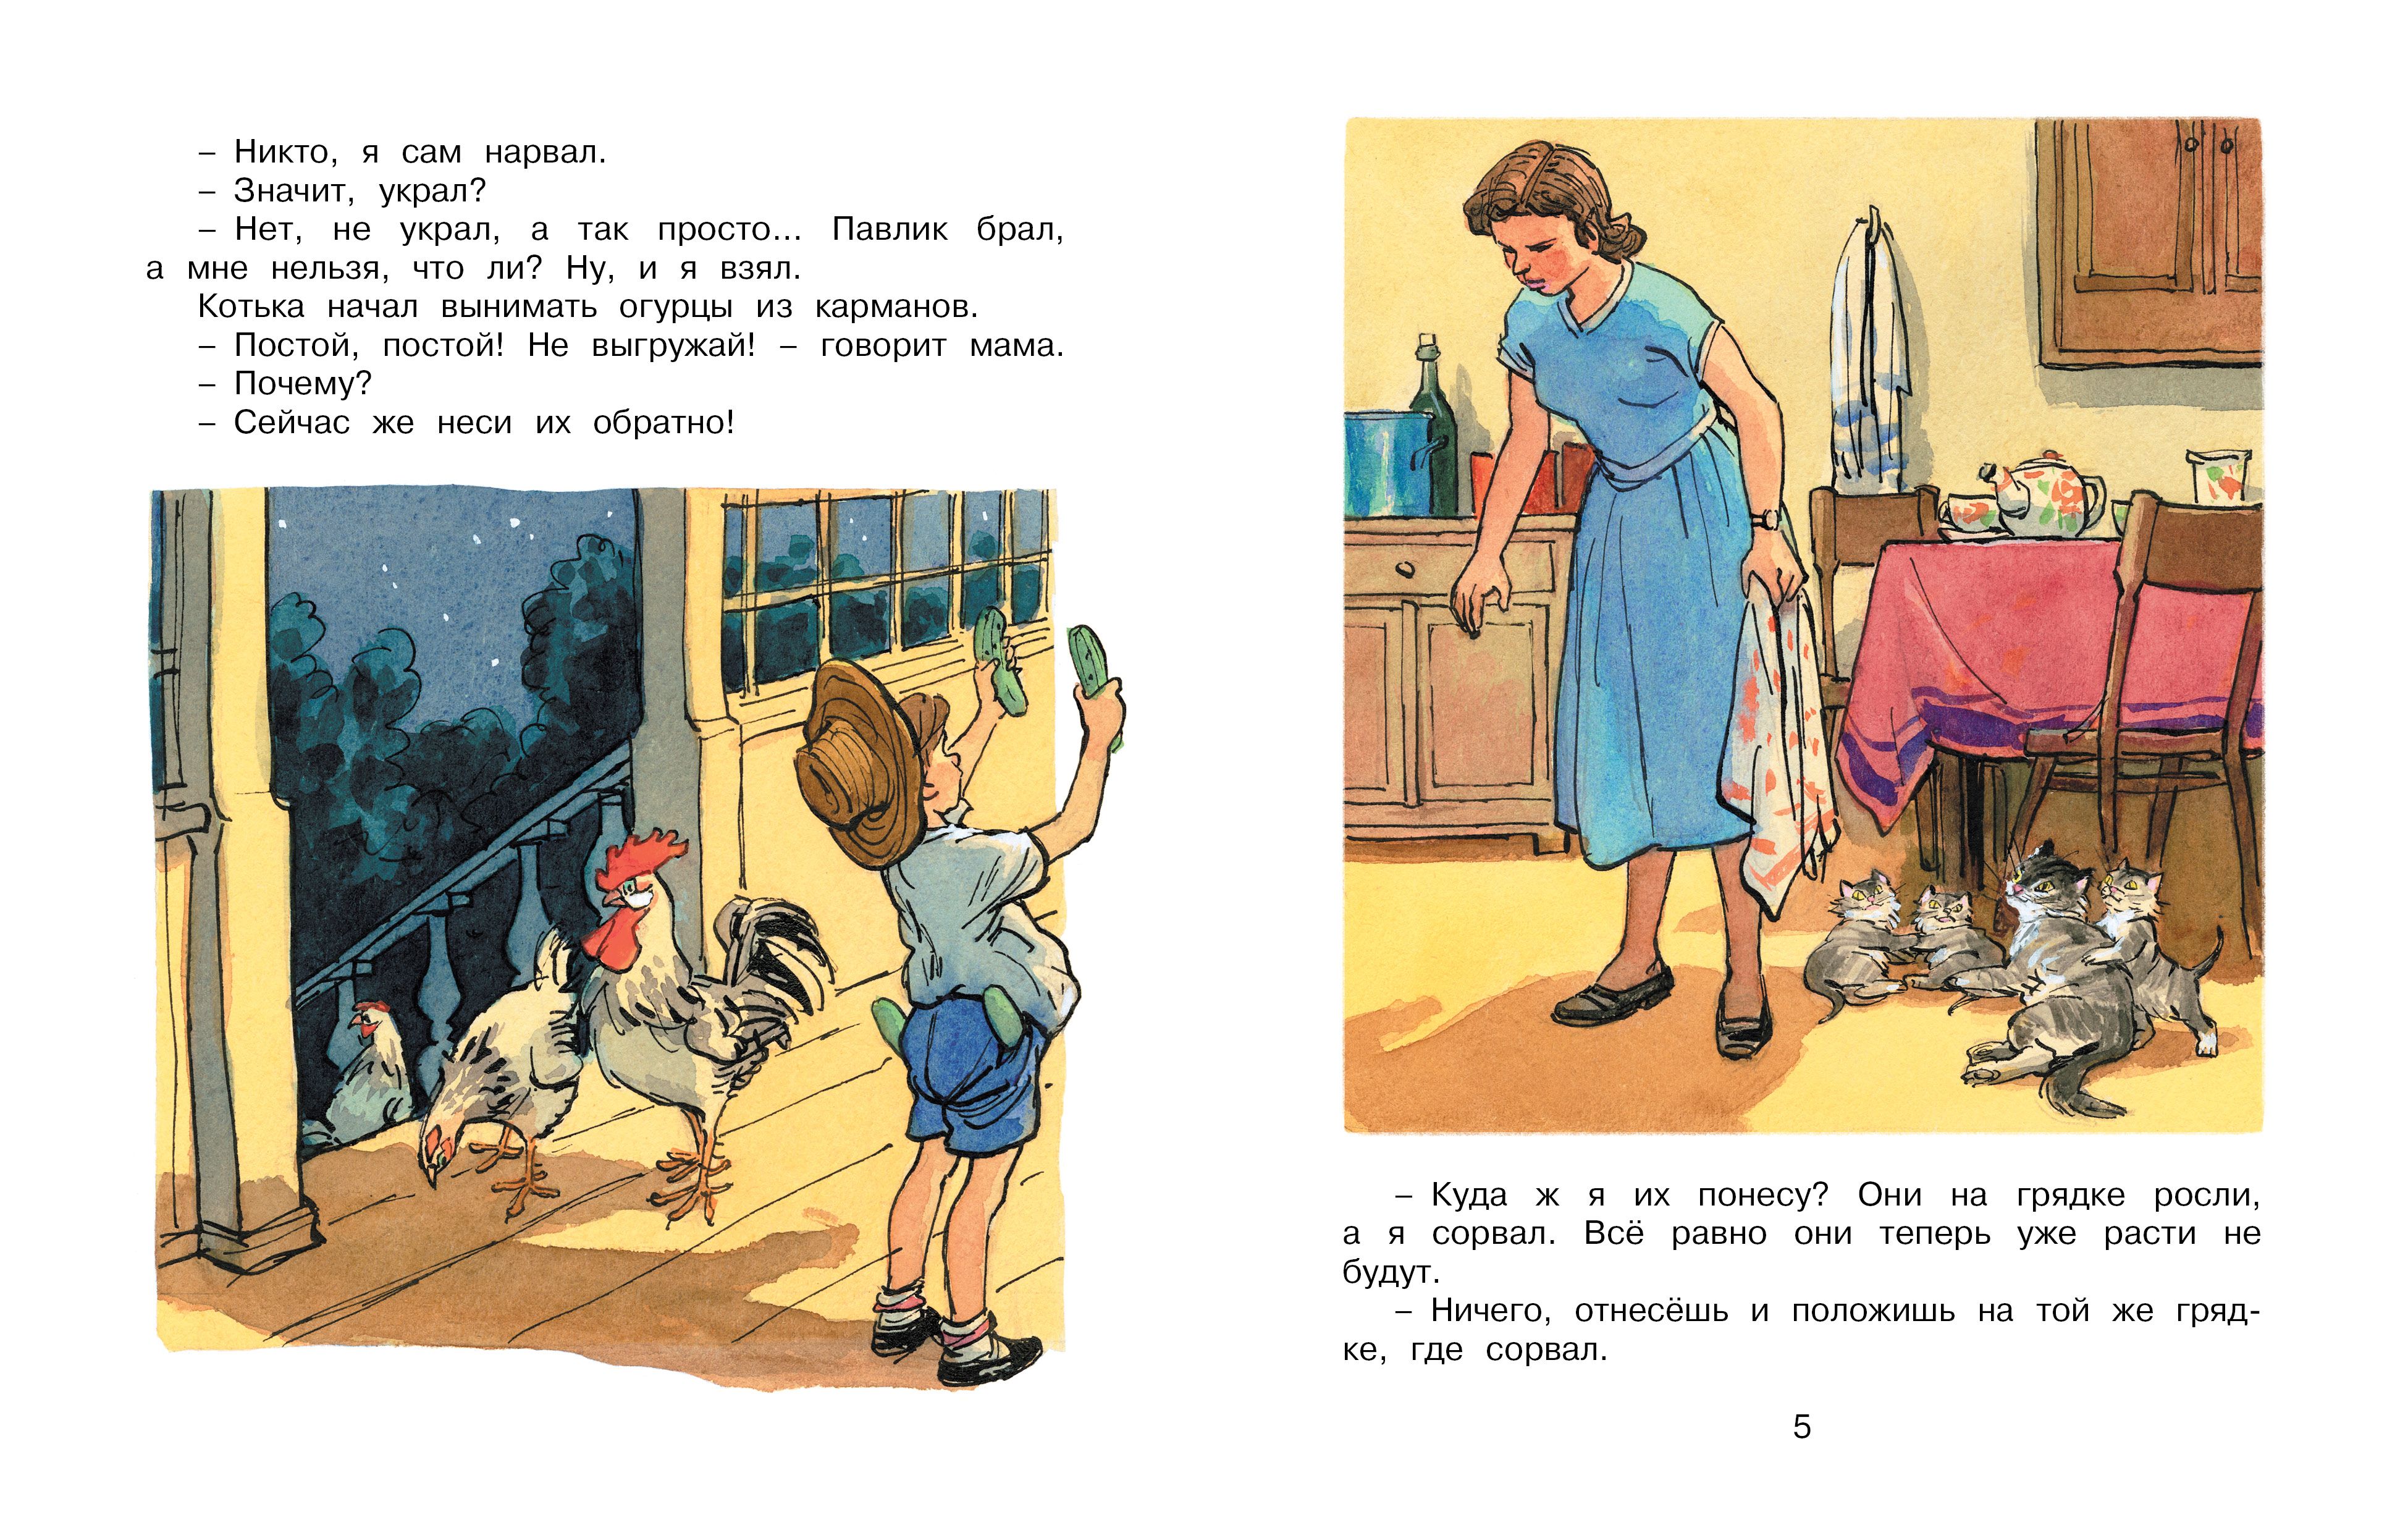 – Никто, я сам нарвал.
– Значит, украл?
– Нет, не украл, а так просто... Павлик брал,
а мне нельзя, что ли? Ну, и я взял.
Котька начал вынимать огурцы из карманов.
– Постой, постой! Не выгружай! – говорит мама.
– Почему?
– Сейчас же неси их обратно!
– Куда ж я их понесу? Они на грядке росли,
а я сорвал. Всё равно они теперь уже расти не
будут.
– Ничего, отнесёшь и положишь на той же гряд-
ке, где сорвал.
5